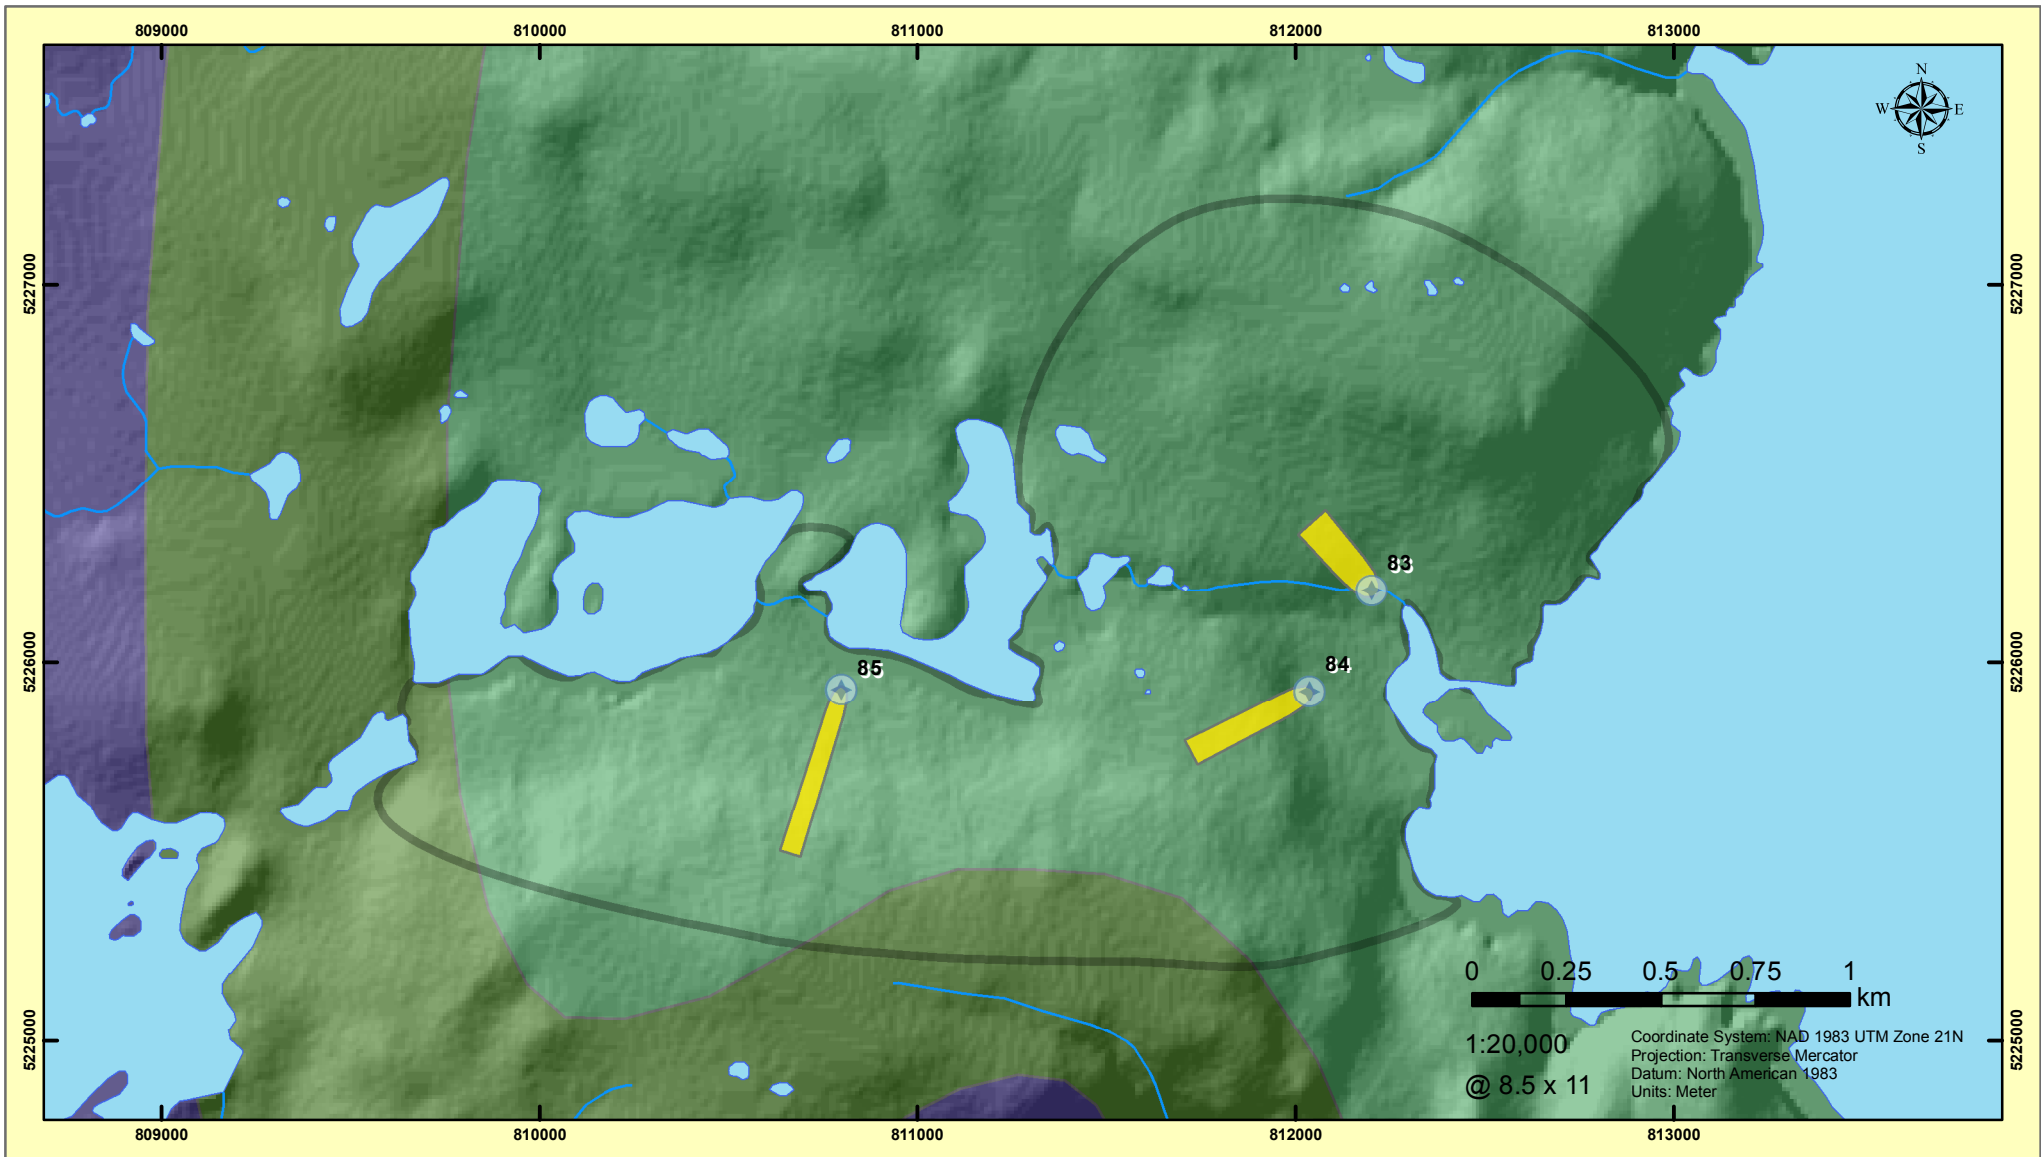 809000 810000 811000 812000 813000
N
W E
S
5227000 5227000
83
5226000 5226000
84
85
0 0.25 0.5 0.75 1
km
1:20,000
@ 8.5 x 11
Coordinate System: NAD 1983 UTM Zone 21N
Projection: Transverse Mercator
Datum: North American 1983
Units: Meter
5225000 5225000
809000 810000 811000 812000 813000